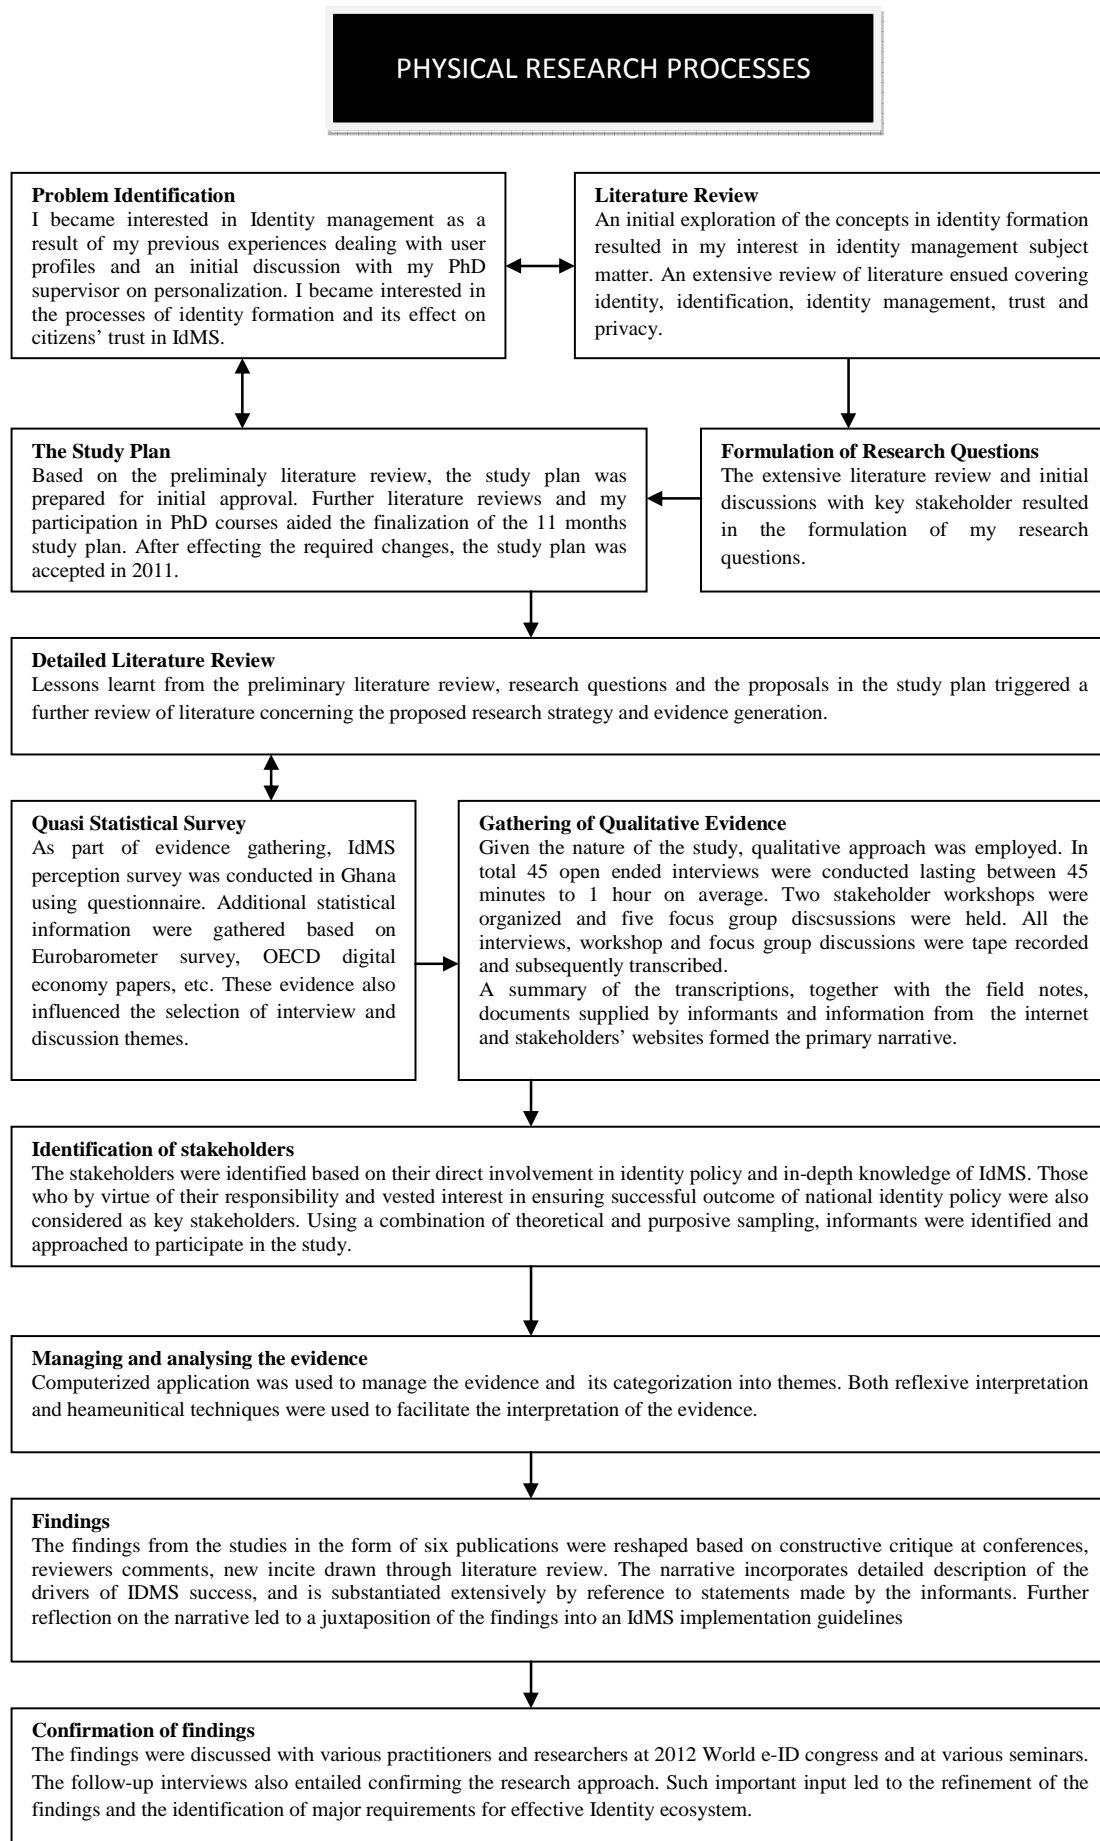 PHYSICAL RESEARCH PROCESSES
Problem Identification
I became interested in Identity management as a
result of my previous experiences dealing with user
profiles and an initial discussion with my PhD
supervisor on personalization. I became interested in
the processes of identity formation and its effect on
citizens’ trust in IdMS.
Literature Review
An initial exploration of the concepts in identity formation
resulted in my interest in identity management subject
matter. An extensive review of literature ensued covering
identity, identification, identity management, trust and
privacy.
The Study Plan
Based on the preliminaly literature review, the study plan was
prepared for initial approval. Further literature reviews and my
participation in PhD courses aided the finalization of the 11 months
study plan. After effecting the required changes, the study plan was
accepted in 2011.
Formulation of Research Questions
The extensive literature review and initial
discussions with key stakeholder resulted
in the formulation of my research
questions.
Detailed Literature Review
Lessons learnt from the preliminary literature review, research questions and the proposals in the study plan triggered a
further review of literature concerning the proposed research strategy and evidence generation.
Quasi Statistical Survey
As part of evidence gathering, IdMS
perception survey was conducted in Ghana
using questionnaire. Additional statistical
information were gathered based on
Eurobarometer survey, OECD digital
economy papers, etc. These evidence also
influenced the selection of interview and
discussion themes.
Gathering of Qualitative Evidence
Given the nature of the study, qualitative approach was employed. In
total 45 open ended interviews were conducted lasting between 45
minutes to 1 hour on average. Two stakeholder workshops were
organized and five focus group discsussions were held. All the
interviews, workshop and focus group discussions were tape recorded
and subsequently transcribed.
A summary of the transcriptions, together with the field notes,
documents supplied by informants and information from the internet
and stakeholders’ websites formed the primary narrative.
Identification of stakeholders
The stakeholders were identified based on their direct involvement in identity policy and in-depth knowledge of IdMS. Those
who by virtue of their responsibility and vested interest in ensuring successful outcome of national identity policy were also
considered as key stakeholders. Using a combination of theoretical and purposive sampling, informants were identified and
approached to participate in the study.
Managing and analysing the evidence
Computerized application was used to manage the evidence and its categorization into themes. Both reflexive interpretation
and heameunitical techniques were used to facilitate the interpretation of the evidence.
Findings
The findings from the studies in the form of six publications were reshaped based on constructive critique at conferences,
reviewers comments, new incite drawn through literature review. The narrative incorporates detailed description of the
drivers of IDMS success, and is substantiated extensively by reference to statements made by the informants. Further
reflection on the narrative led to a juxtaposition of the findings into an IdMS implementation guidelines
Confirmation of findings
The findings were discussed with various practitioners and researchers at 2012 World e-ID congress and at various seminars.
The follow-up interviews also entailed confirming the research approach. Such important input led to the refinement of the
findings and the identification of major requirements for effective Identity ecosystem.